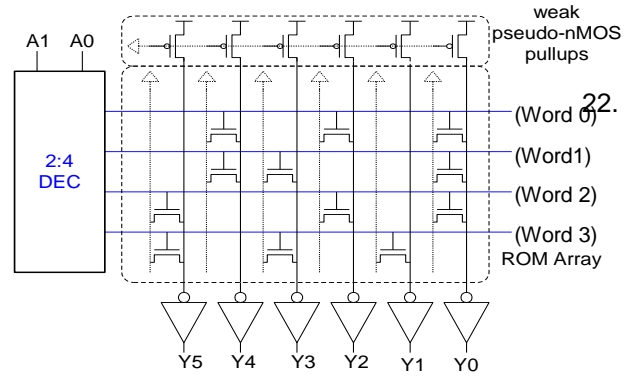 weak
pseudo-nMOS
pullups
A1 A0
22.
(Word 0)
(Word1)
2:4
DEC
(Word 2)
(Word 3)
ROM Array
Y5 Y4 Y3 Y2 Y1 Y0